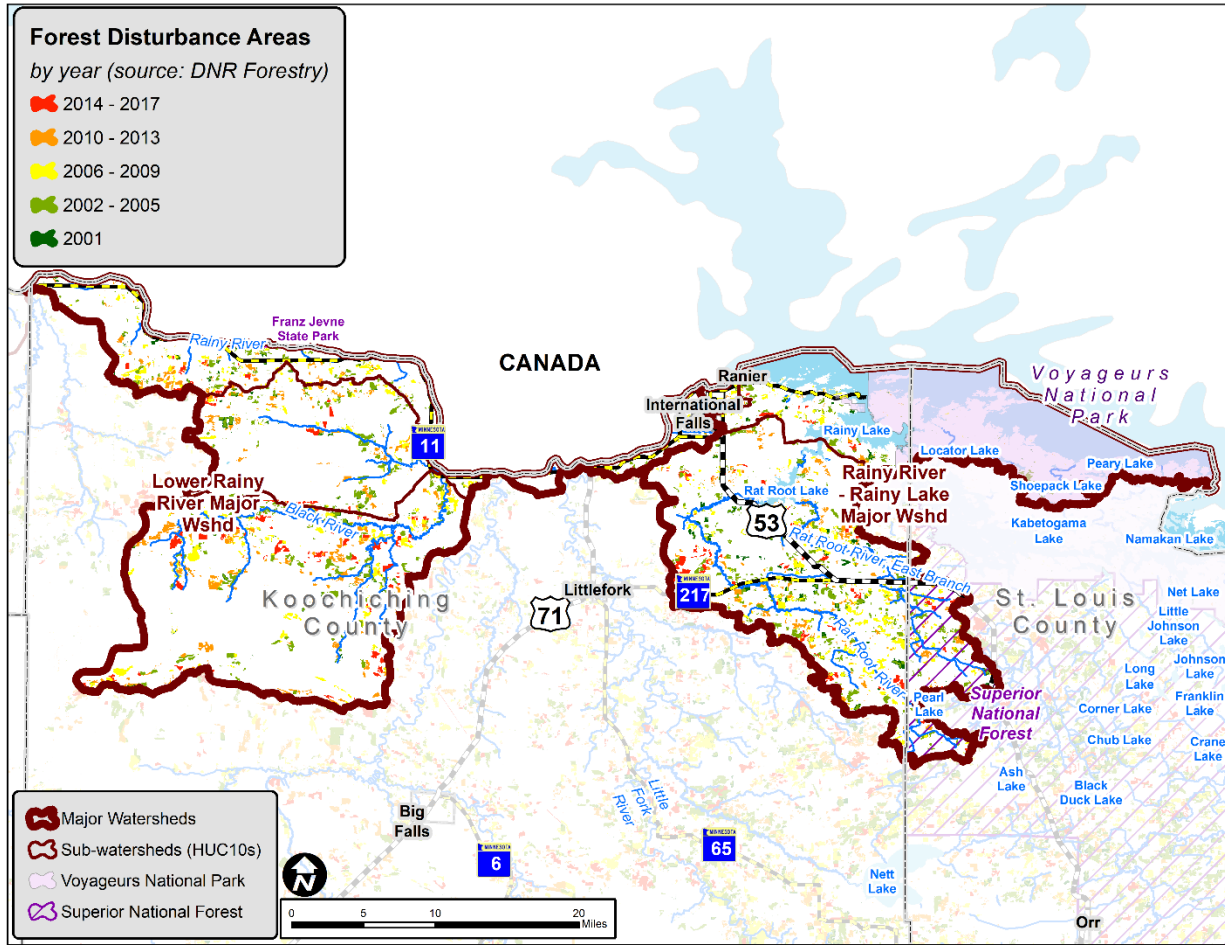 Forest Disturbance Areas
by year (source: DNR Forestry)
2014 - 2017
2010 - 2013
2006 - 2009
2002 - 2005
2001
Franz Jevne
State Park
Rainy River
CANADA
Ranier
International
Falls
Voyageurs
National
Park
MINNESOTA
11
Rainy Lake
Locator Lake
Peary Lake
Shoepack Lake
Lower Rainy
River Major
Wshd
Rainy River
- Rainy Lake
Major Wshd
Rat Root Lake
53
Kabetogama
Lake
Namakan Lake
Black River
Rat Root River, East Branch
Koochiching
County
Littlefork
71
MINNESOTA
217
St. Louis
County
Net Lake
Little
Johnson
Lake
Johnson
Lake
Long
Lake
Franklin
Lake
Rat Root River
Pearl
Lake
Superior
National
Forest
Corner Lake
Chub Lake
Crane
Lake
Ash
Lake
Black
Duck Lake
Little
Fork
River
Big
Falls
MINNESOTA
6
MINNESOTA
65
Nett
Lake
Orr
Major Watersheds
Sub-watersheds (HUC10s)
Voyageurs National Park
Superior National Forest
N
0 5 10 20
Miles